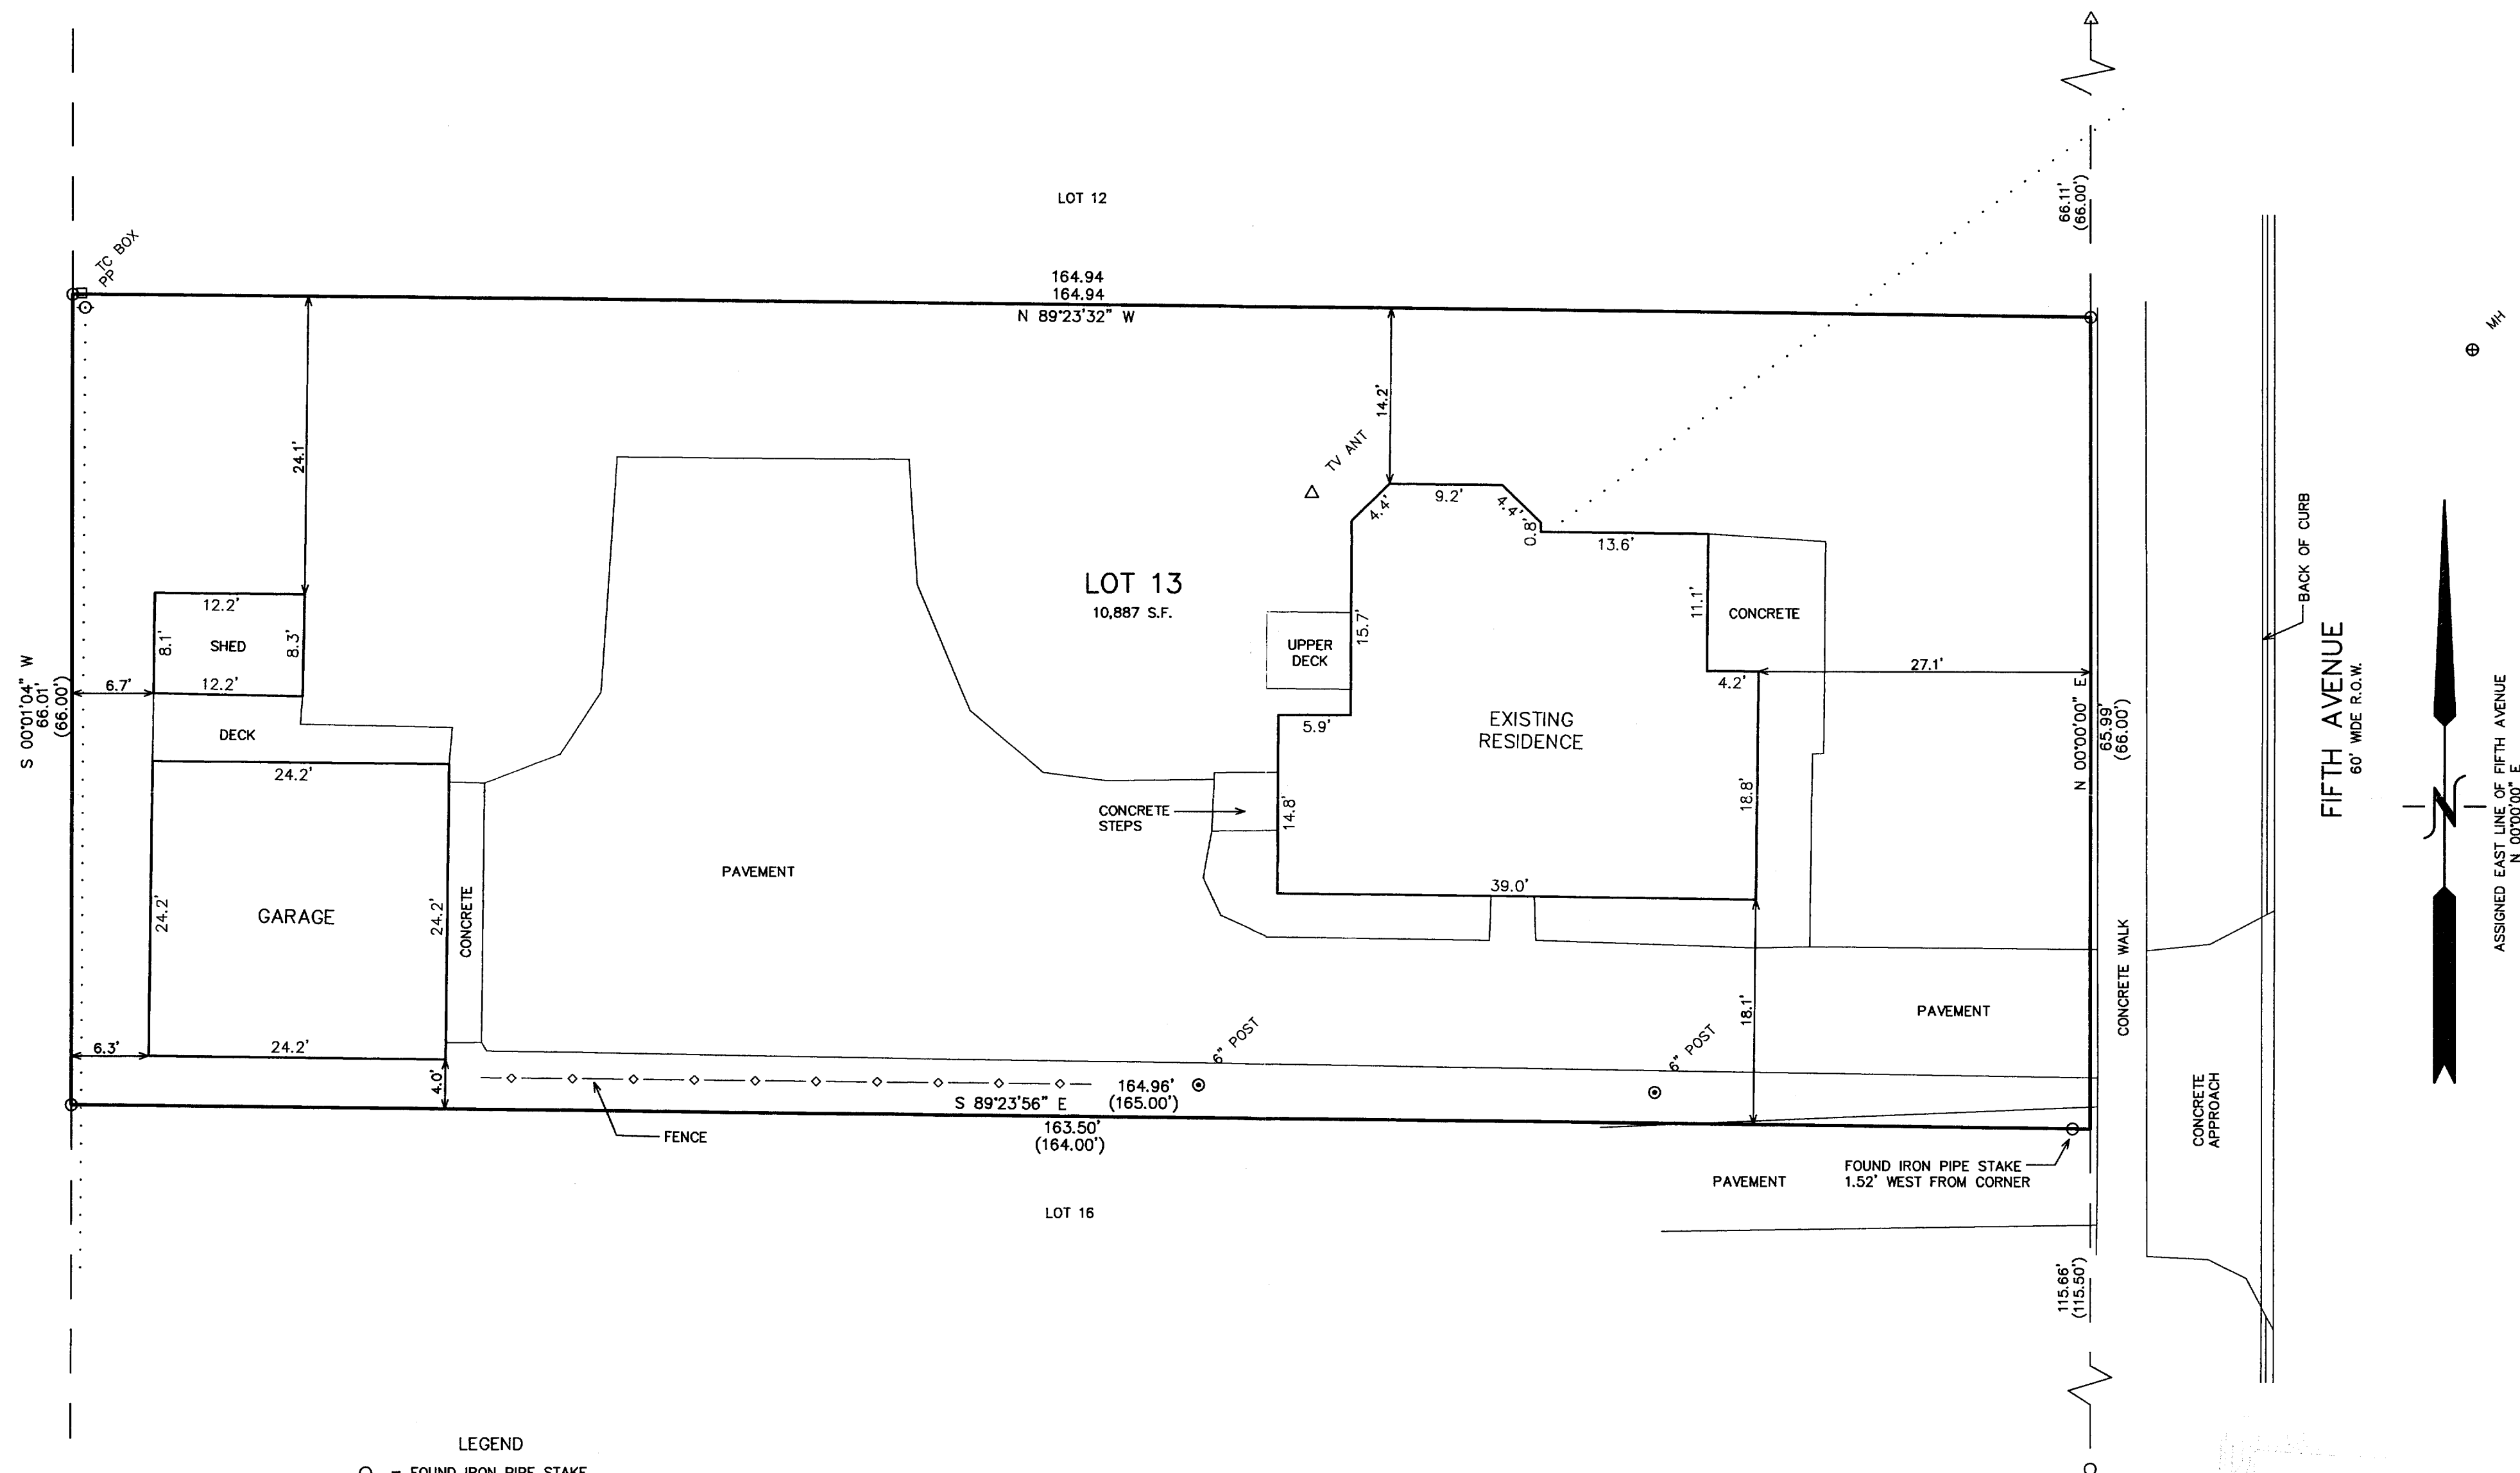 LOT 12
66.11'
(66.00')
TC BOX
PP
164.94
164.94
N 89°23'32" W
MH
24.1'
14.2'
TV ANT
4.4'
9.2'
4.4'
0.8'
13.6'
LOT 13
10,887 S.F.
12.2'
SHED
8.1'
8.3'
12.2'
6.7'
DECK
24.2'
UPPER
DECK
15.7'
5.9'
11.1'
CONCRETE
27.1'
4.2'
EXISTING
RESIDENCE
S 00°01'04" W
66.01'
(66.00')
N 00°00'00" E
65.99'
(66.00')
BACK OF CURB
FIFTH AVENUE
60' WIDE R.O.W.
N
ASSIGNED EAST LINE OF FIFTH AVENUE
N 00°00'00" E
CONCRETE
STEPS
14.8'
18.8'
39.0'
PAVEMENT
GARAGE
24.2'
24.2'
CONCRETE
24.2'
6.3'
4.0'
18.1'
PAVEMENT
CONCRETE WALK
CONCRETE
APPROACH
6" POST
6" POST
164.96'
S 89°23'56" E
(165.00')
163.50'
(164.00')
FENCE
FOUND IRON PIPE STAKE
1.52' WEST FROM CORNER
PAVEMENT
LOT 16
115.66'
(115.50')
LEGEND
= FOUND IRON PIPE STAKE